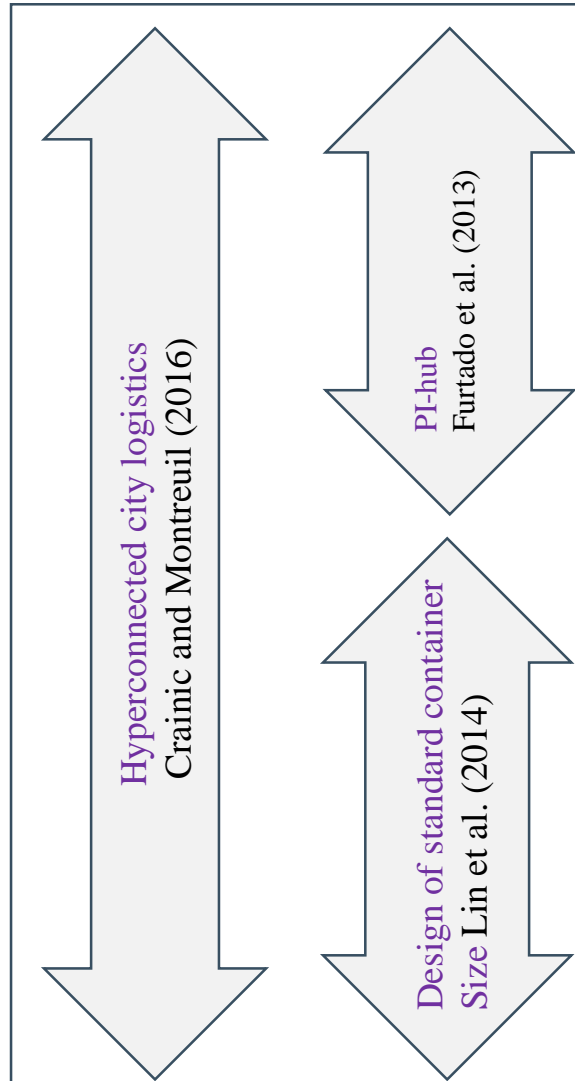 Hyperconnected city logistics
Crainic and Montreuil (2016)
PI-hub
Furtado et al. (2013)
Design of standard container
Size Lin et al. (2014)